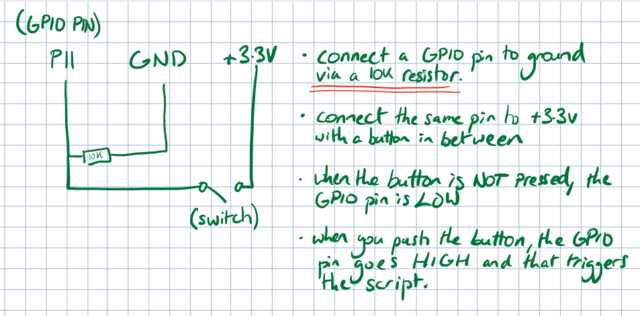 (GPIO PIN)
P11 GND +3.3V
10K
(switch)
· connect a GPIO pin to ground
via a 10K resistor.
· connect the same pin to +3.3v
with a button in between
· when the button is NOT pressed, the
GPIO pin is LOW
· when you push the button, the GPIO
pin goes HIGH and that triggers
the script.